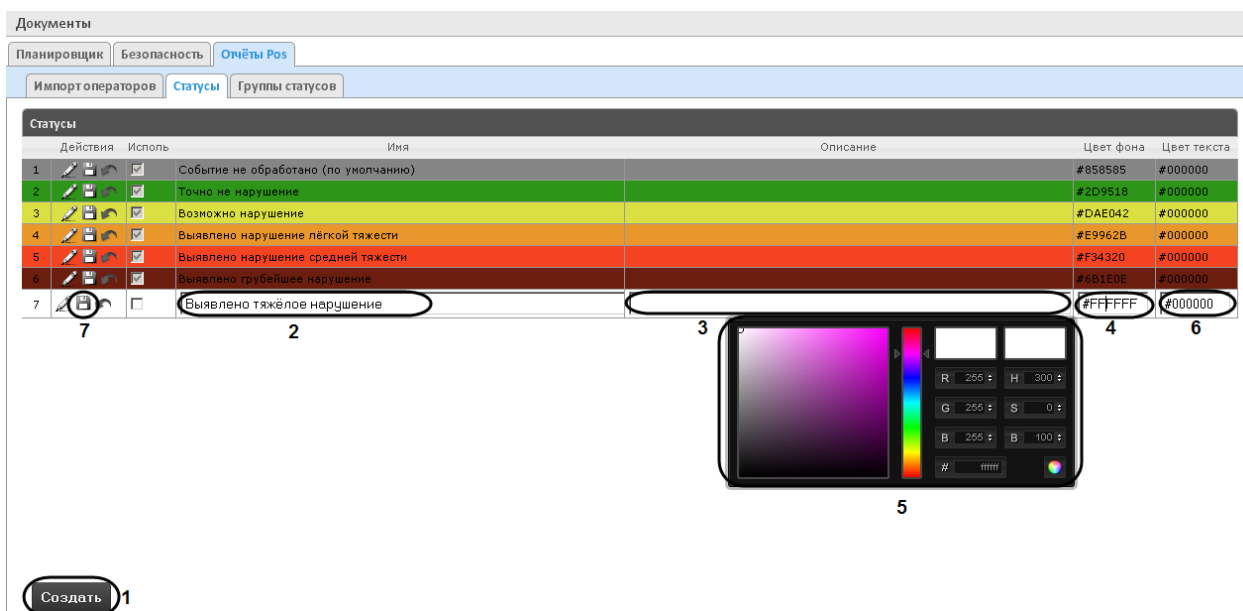 Документы
Планировщик Безопасность Отчёты Pos
Импорт операторов Статусы Группы статусов
Статусы
Действия Исполь Имя Описание Цвет фона Цвет текста
1 Событие не обработано (по умолчанию) #858585 #000000
2 Точно не нарушение #2D9518 #000000
3 Возможно нарушение #DAE042 #000000
4 Выявлено нарушение лёгкой тяжести #E9962B #000000
5 Выявлено нарушение средней тяжести #F34320 #000000
6 Выявлено грубейшее нарушение #6B1E0E #000000
7 Выявлено тяжёлое нарушение #FFFFFF #000000
7 2 3 4 6
R 255 H 300
G 255 S 0
B 255 B 100
# ffffff
5
Создать 1